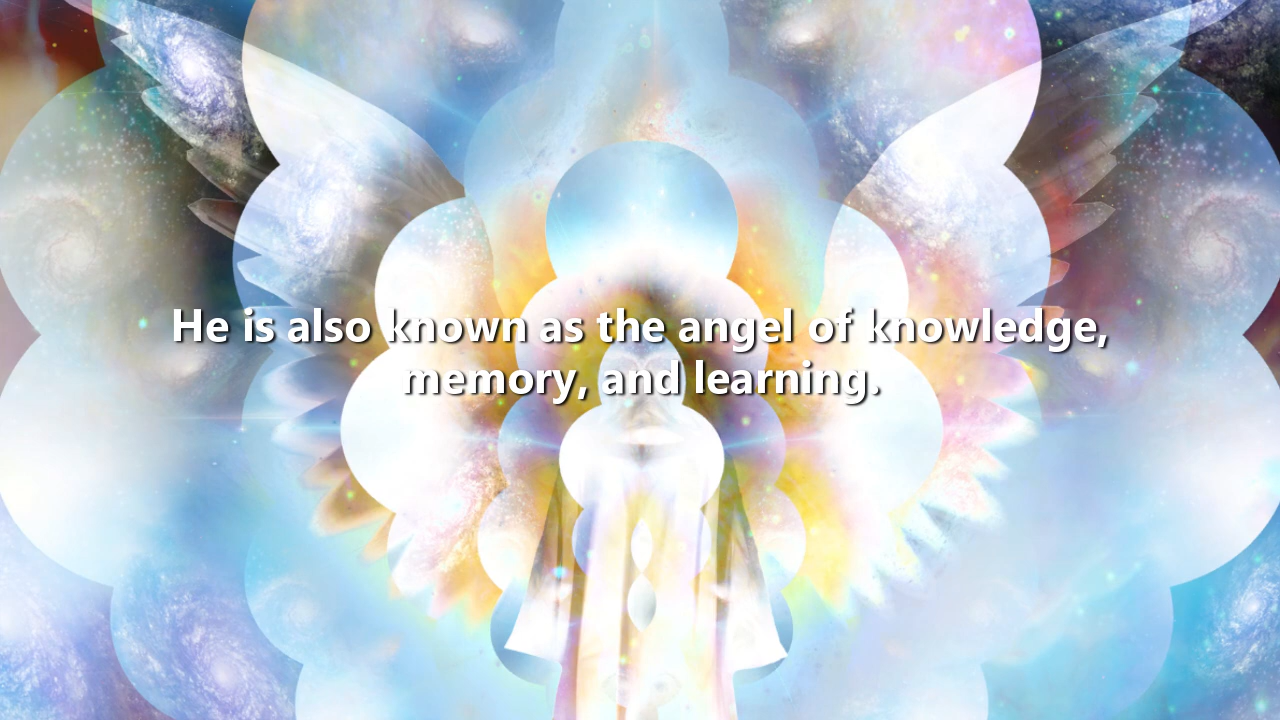 He is also known as the angel of knowledge,
memory, and learning.